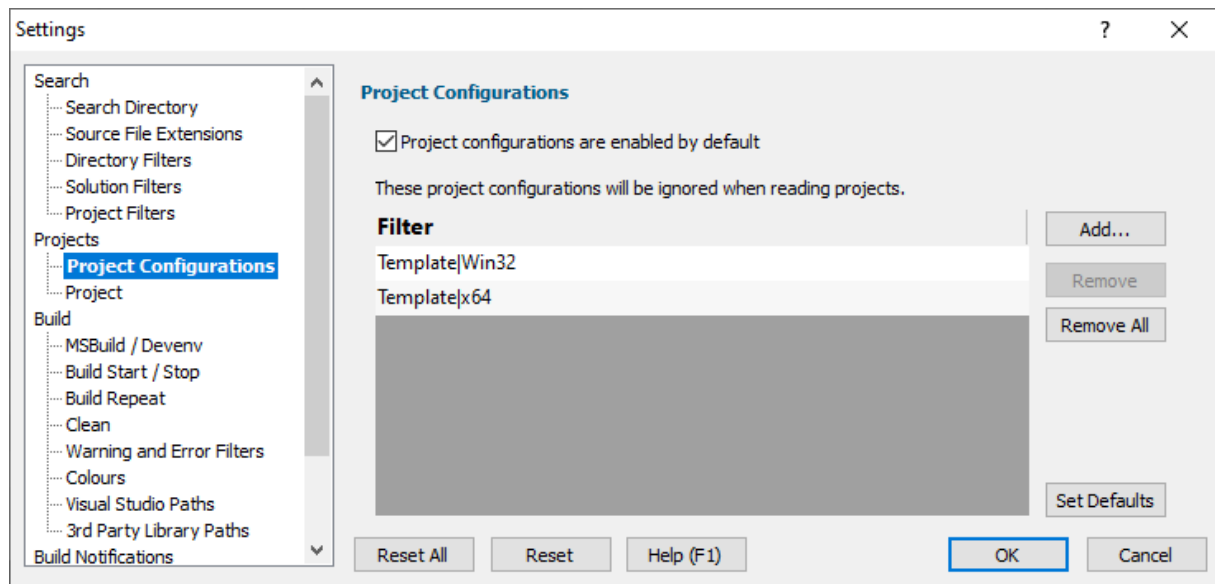 Settings
?
Search
Search Directory
Source File Extensions
Directory Filters
Solution Filters
Project Filters
Projects
Project Configurations
Project
Build
MSBuild / Devenv
Build Start / Stop
Build Repeat
Clean
Warning and Error Filters
Colours
Visual Studio Paths
3rd Party Library Paths
Build Notifications
Project Configurations
Project configurations are enabled by default
These project configurations will be ignored when reading projects.
Filter
Template|Win32
Template|x64
Add...
Remove
Remove All
Set Defaults
Reset All
Reset
Help (F1)
OK
Cancel